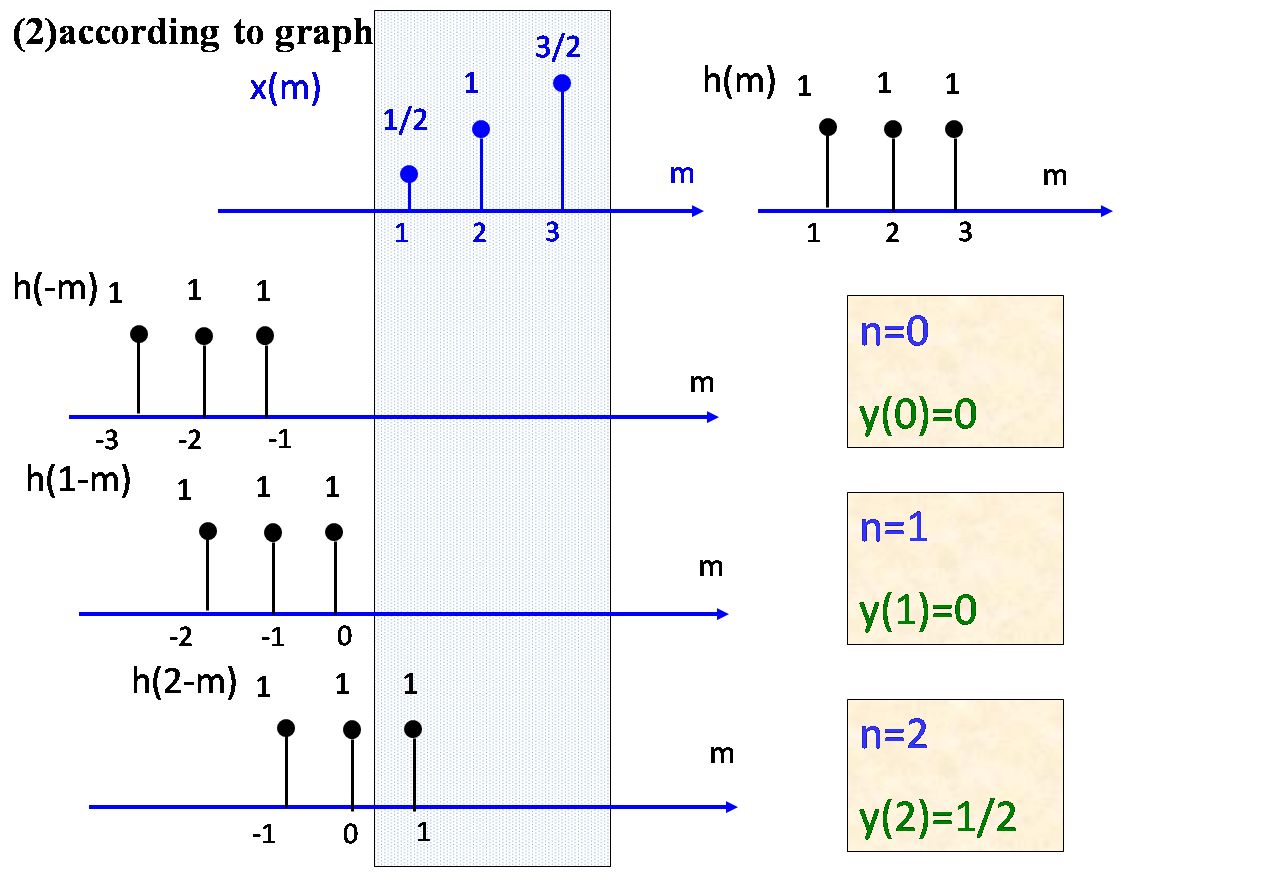 (2)according to graph
x(m)
1/2
1
3/2
m
1
2
3
h(m)
1
1
1
m
1
2
3
h(-m)
1
1
1
m
-3
-2
-1
n=0
y(0)=0
h(1-m)
1
1
1
m
-2
-1
0
n=1
y(1)=0
h(2-m)
1
1
1
m
-1
0
1
n=2
y(2)=1/2